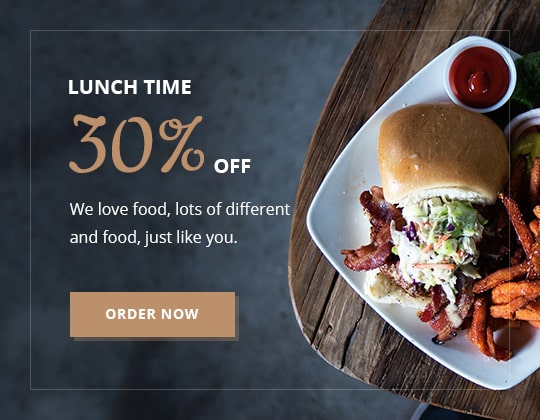 LUNCH TIME
30% OFF
We love food, lots of different
and food, just like you.
ORDER NOW